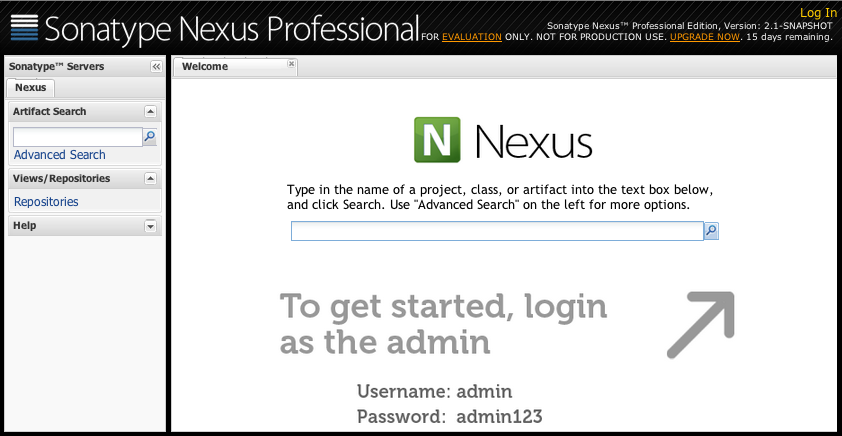 Sonatype Nexus Professional
Log In
Sonatype Nexus™ Professional Edition, Version: 2.1-SNAPSHOT
FOR EVALUATION ONLY. NOT FOR PRODUCTION USE. UPGRADE NOW. 15 days remaining.
Sonatype™ Servers
Nexus
Artifact Search
Advanced Search
Views/Repositories
Repositories
Help
Welcome
N Nexus
Type in the name of a project, class, or artifact into the text box below,
and click Search. Use "Advanced Search" on the left for more options.
To get started, login
as the admin
Username: admin
Password: admin123